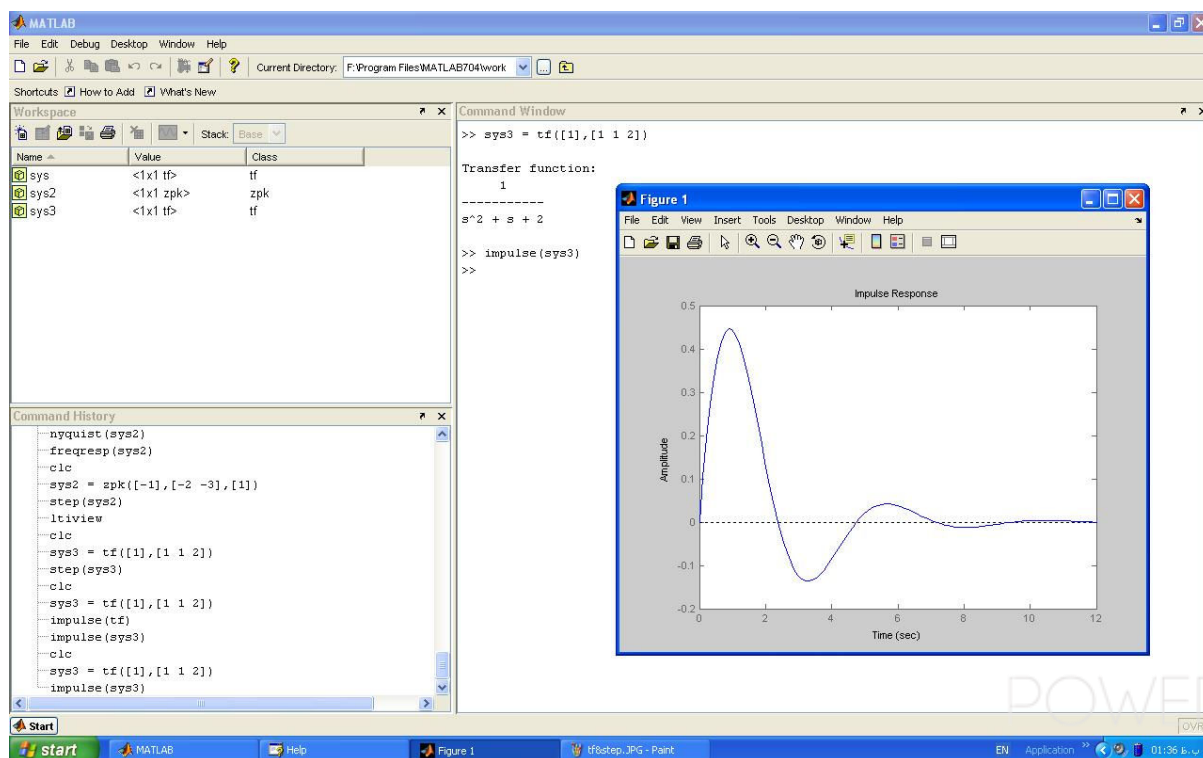 MATLAB
File Edit Debug Desktop Window Help
Current Directory: F:\Program Files\MATLAB704\work
Shortcuts How to Add What's New
Workspace
Stack: Base
Name Value Class
sys <1x1 tf> tf
sys2 <1x1 zpk> zpk
sys3 <1x1 tf> tf
Command History
nyquist(sys2)
freqresp(sys2)
clc
sys2 = zpk([-1],[-2 -3],[1])
step(sys2)
ltiview
clc
sys3 = tf([1],[1 1 2])
step(sys3)
clc
sys3 = tf([1],[1 1 2])
impulse(tf)
impulse(sys3)
clc
sys3 = tf([1],[1 1 2])
impulse(sys3)
Command Window
>> sys3 = tf([1],[1 1 2])
Transfer function:
1
-----------
s^2 + s + 2
>> impulse(sys3)
>>
Figure 1
File Edit View Insert Tools Desktop Window Help
Impulse Response
0.5
0.4
0.3
0.2
0.1
0
-0.1
-0.2
Amplitude
0 2 4 6 8 10 12
Time (sec)
POWE
Start
OVR
start MATLAB Help Figure 1 tf&step.JPG - Paint EN Application 01:36 ب.ظ